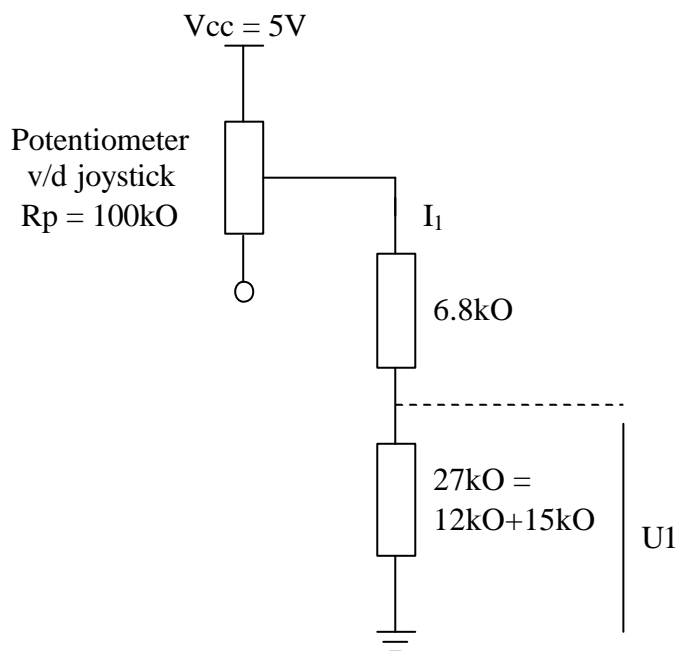 Vcc = 5V
Potentiometer
v/d joystick
Rp = 100kO
I₁
6.8kO
27kO =
12kO+15kO
U1